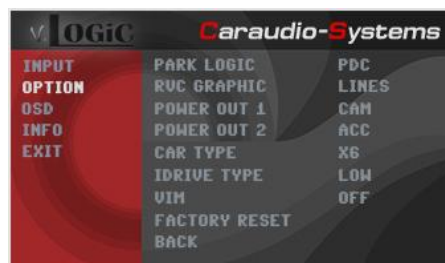 v.LOGiC Caraudio-Systems
INPUT
OPTION
OSD
INFO
EXIT
PARK LOGIC PDC
RVC GRAPHIC LINES
POWER OUT 1 CAM
POWER OUT 2 ACC
CAR TYPE X6
IDRIVE TYPE LOW
VIM OFF
FACTORY RESET
BACK